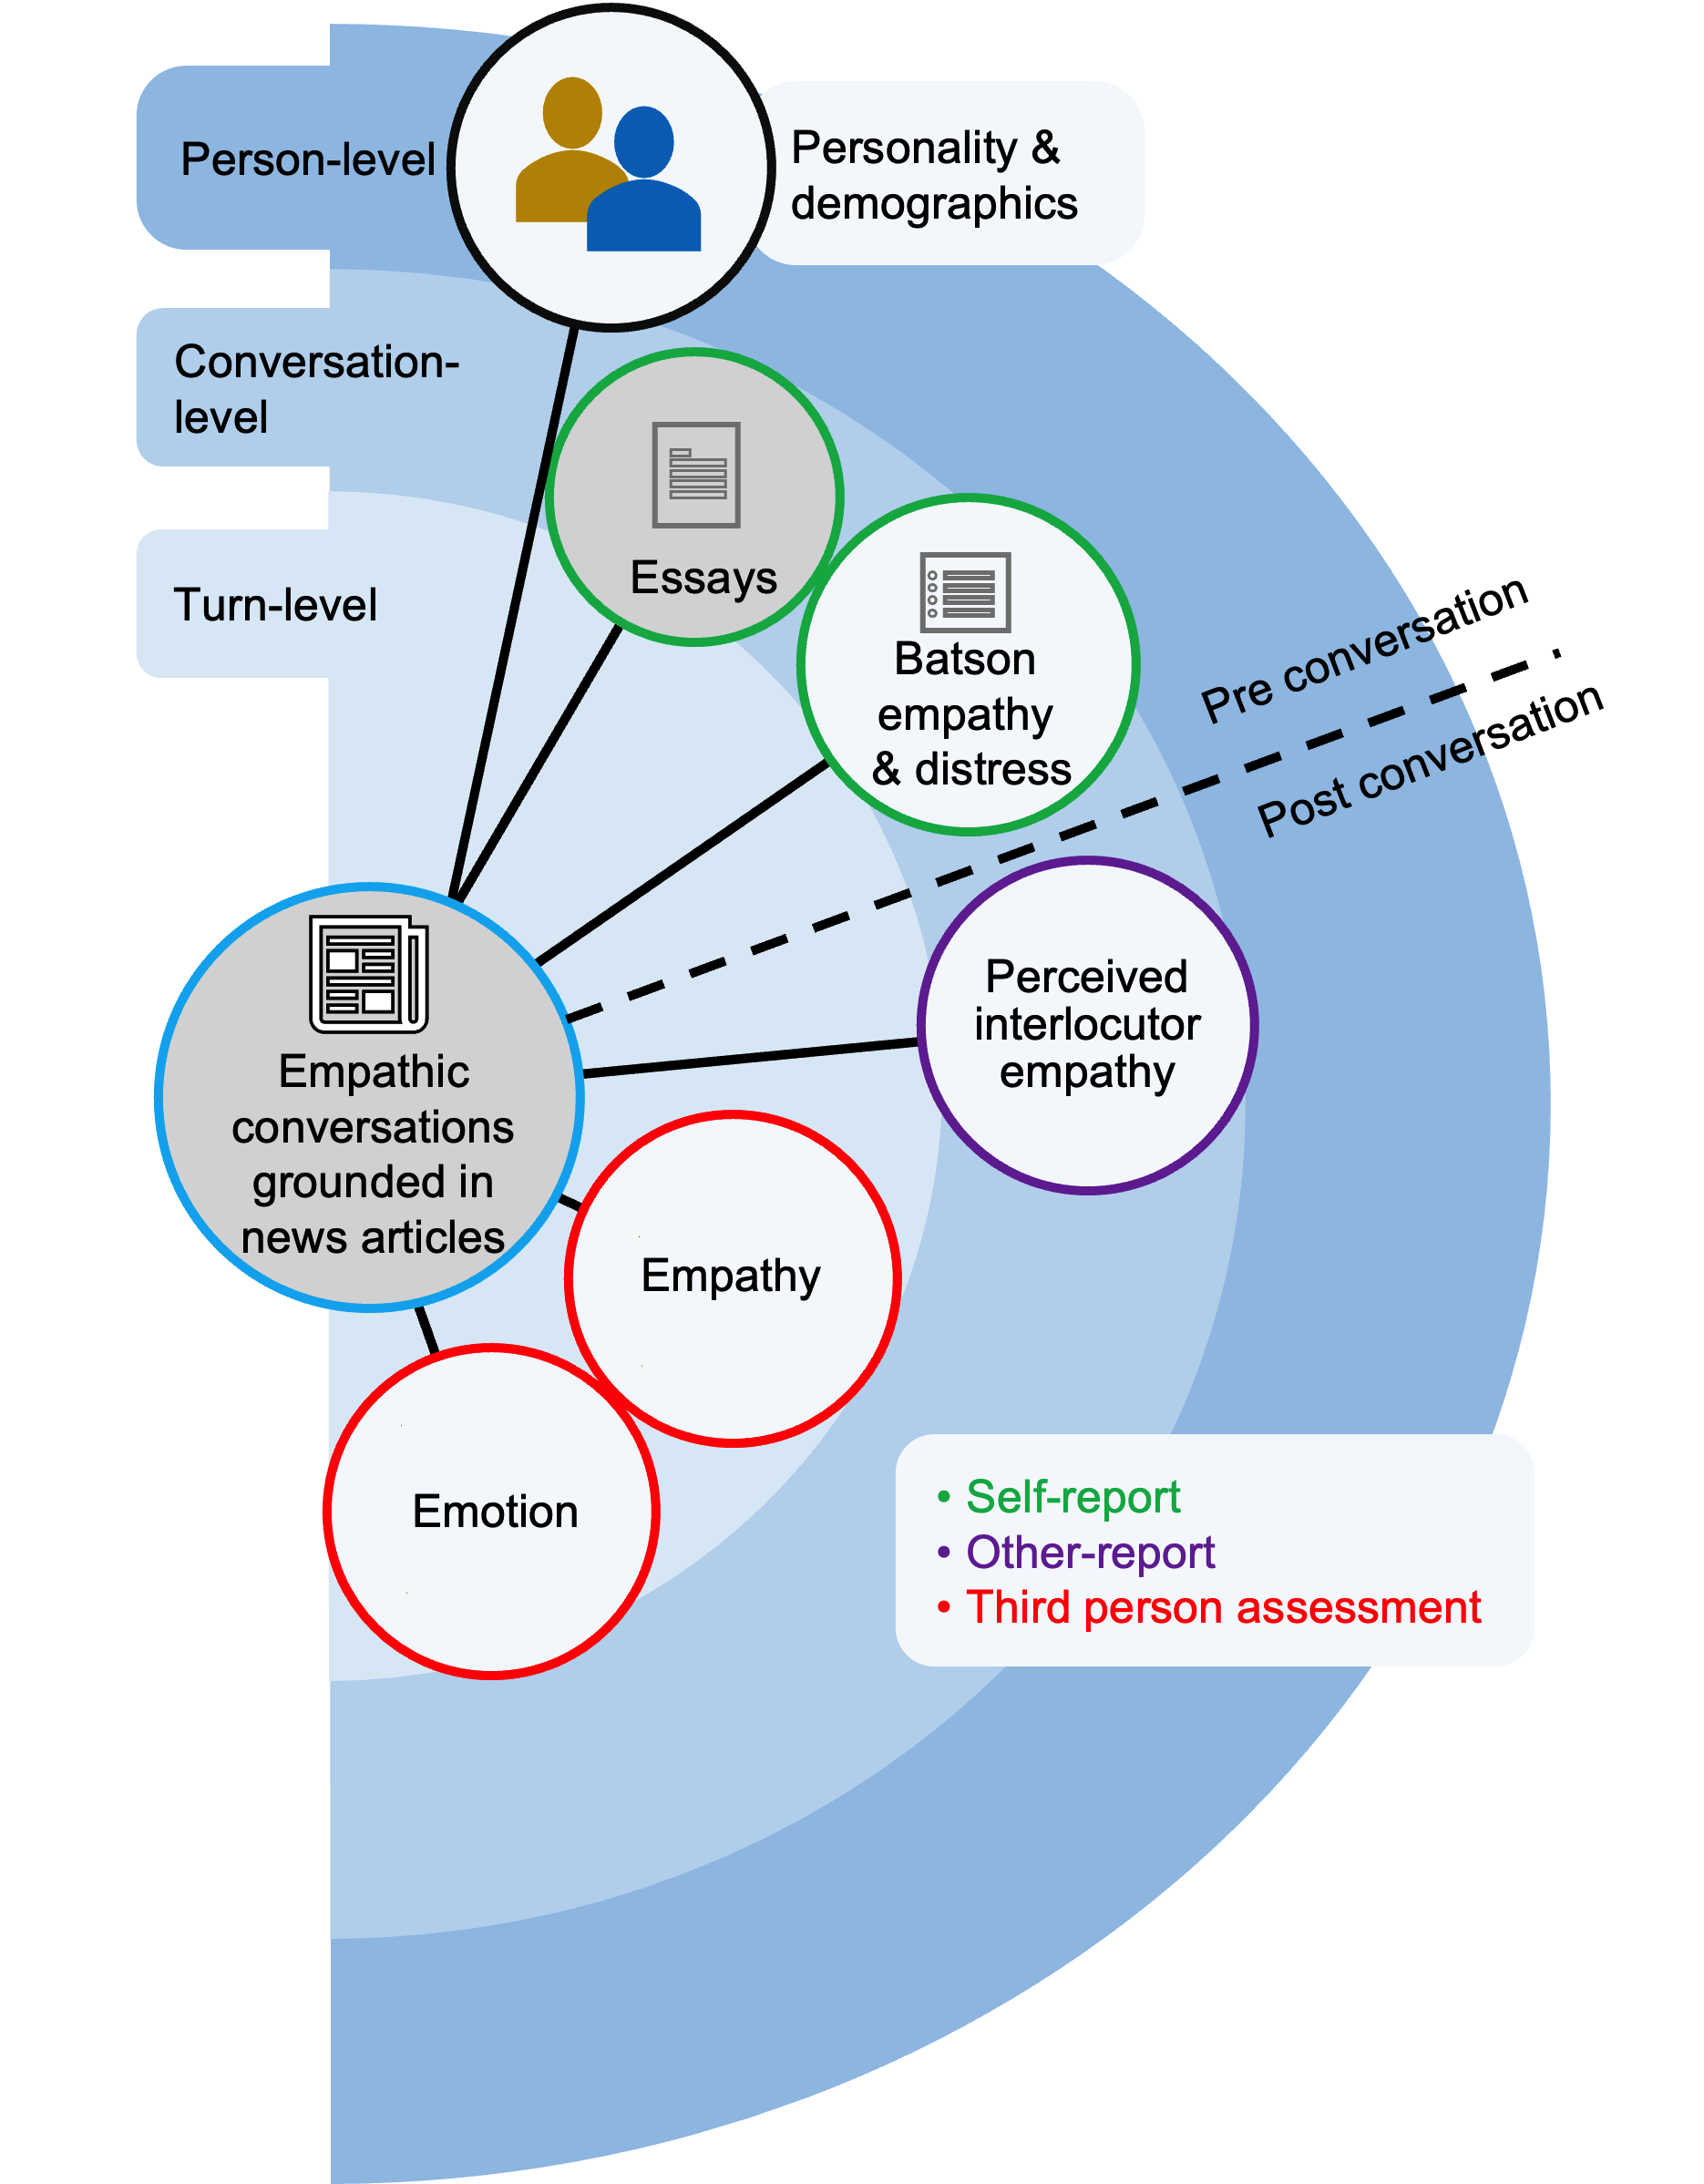 Person-level
Personality &
demographics
Conversation-
level
Turn-level
Essays
Batson
empathy
& distress
Pre conversation
Post conversation
Perceived
interlocutor
empathy
Empathic
conversations
grounded in
news articles
Empathy
Emotion
• Self-report
• Other-report
• Third person assessment